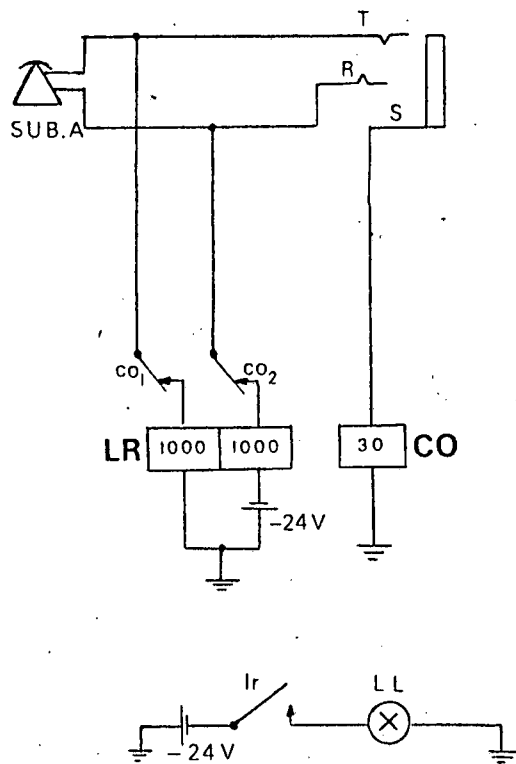 T
R
S
SUB.A
co₁
co₂
LR 1000 1000
30 CO
-24V
lr
LL
-24V